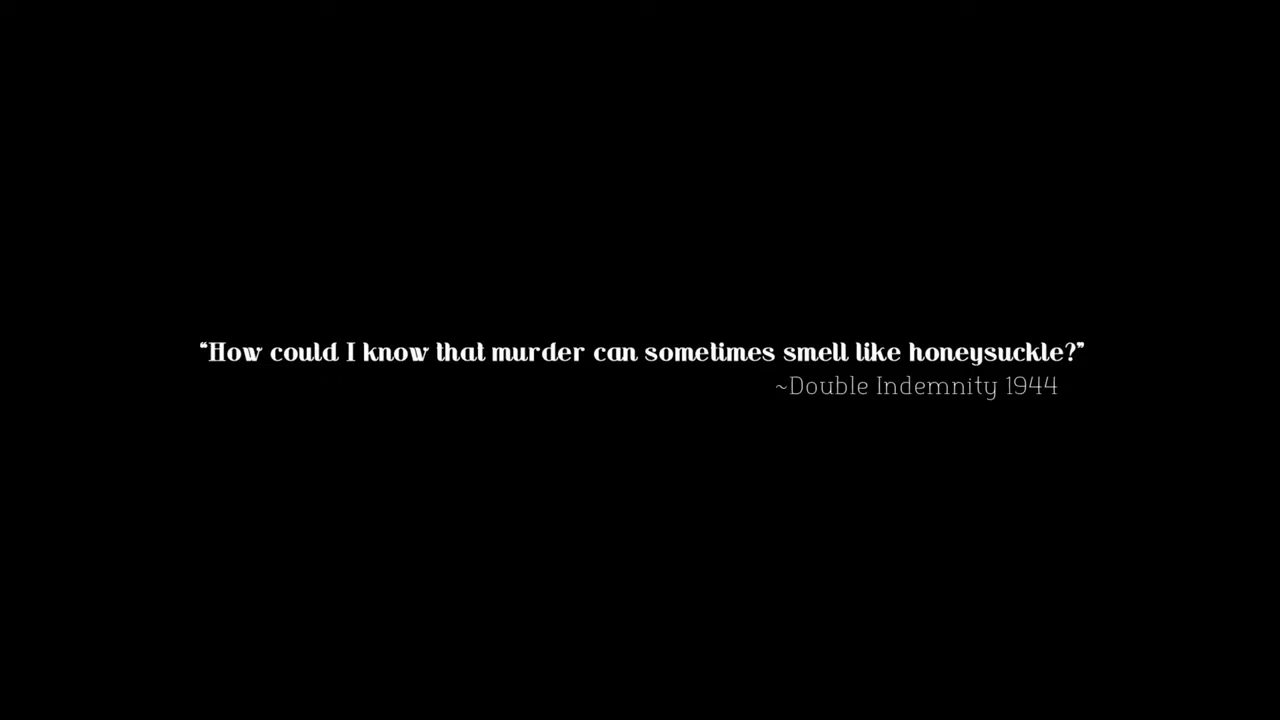 “How could I know that murder can sometimes smell like honeysuckle?”
~Double Indemnity 1944